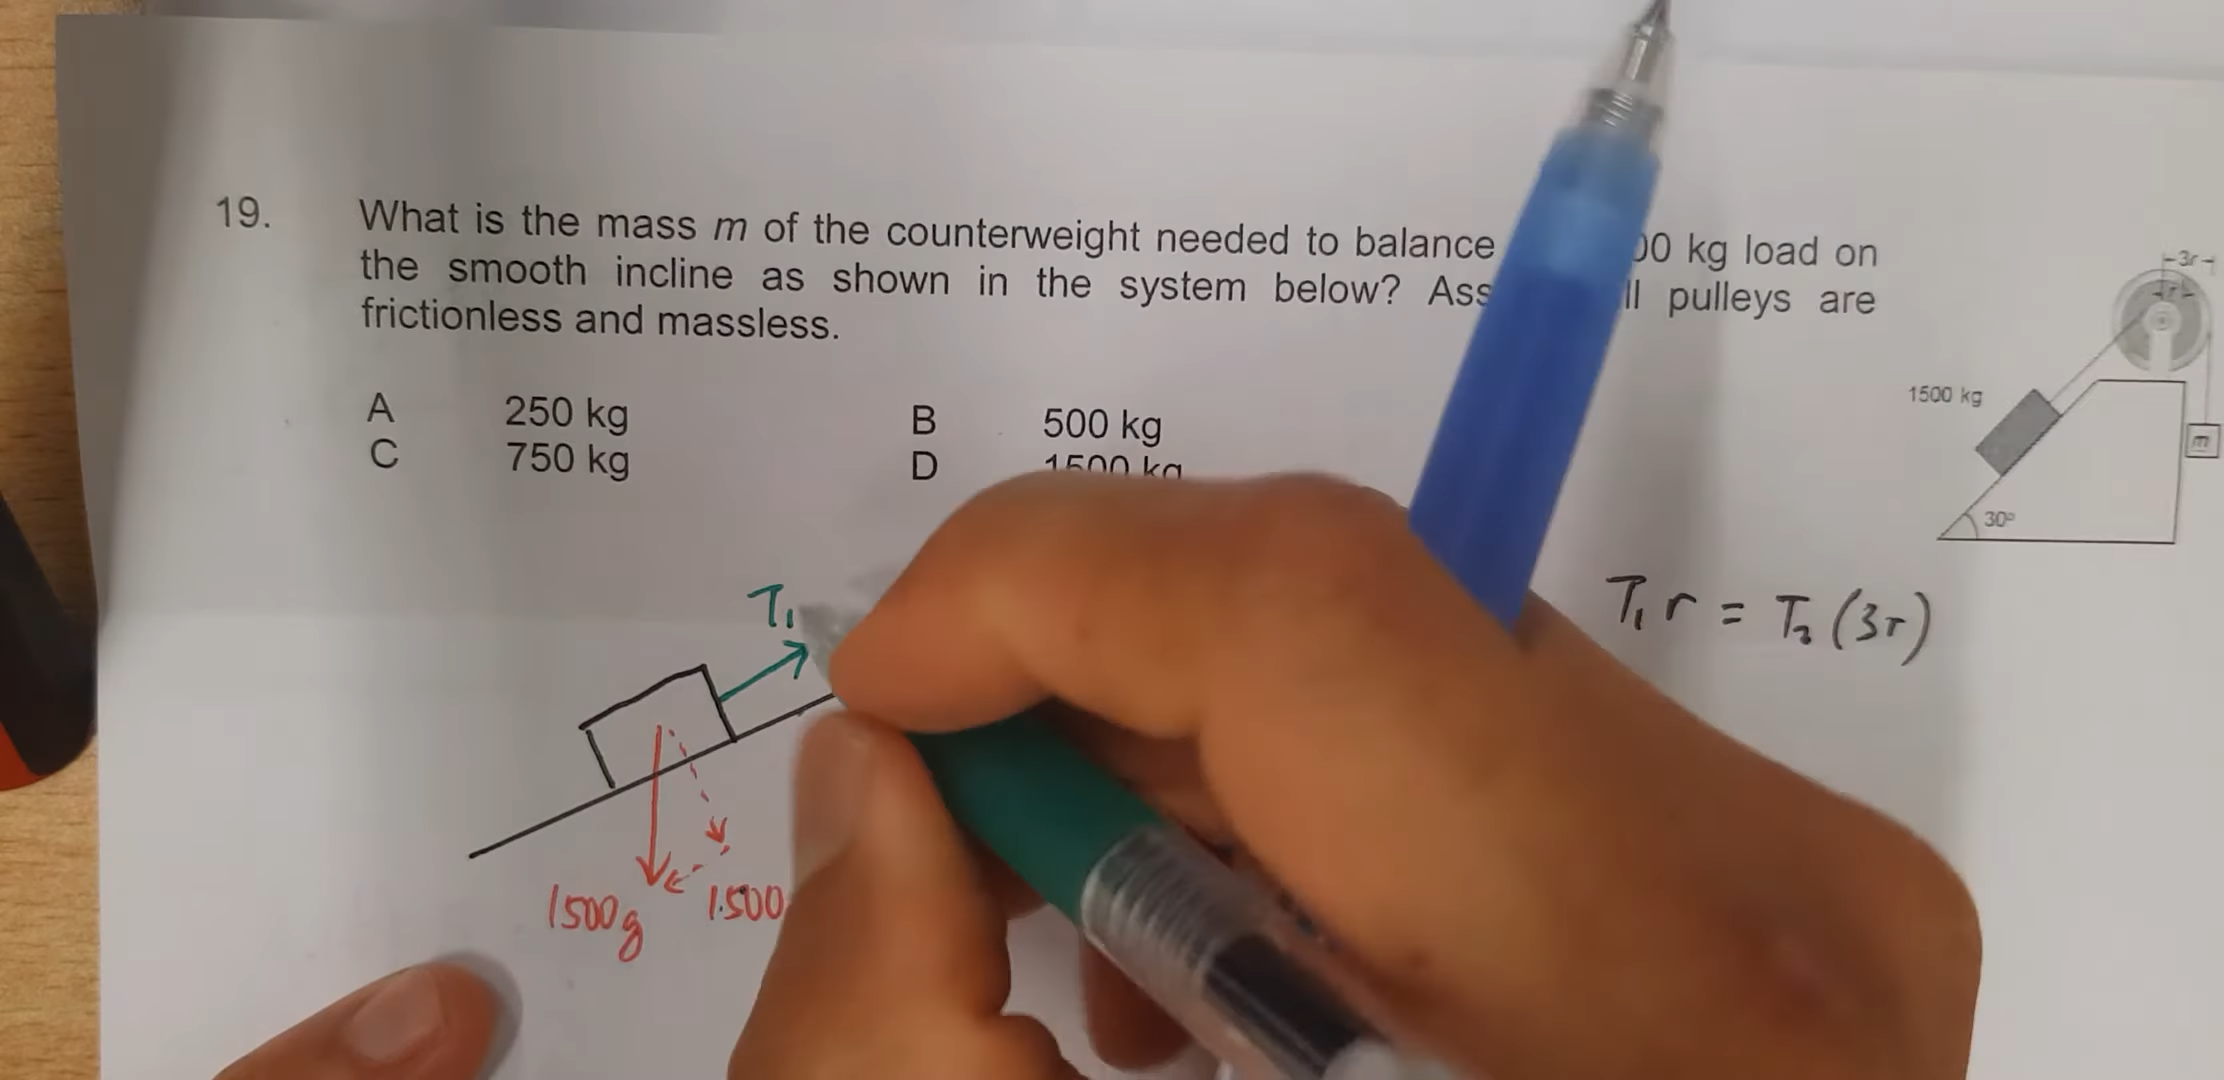 19. What is the mass m of the counterweight needed to balance 00 kg load on
the smooth incline as shown in the system below? Ass ll pulleys are
frictionless and massless.
A 250 kg B 500 kg
C 750 kg D 1500 kg
3r
r
1500 kg
m
30°
T₁
T₁ r = T₂ (3r)
1500g 1500